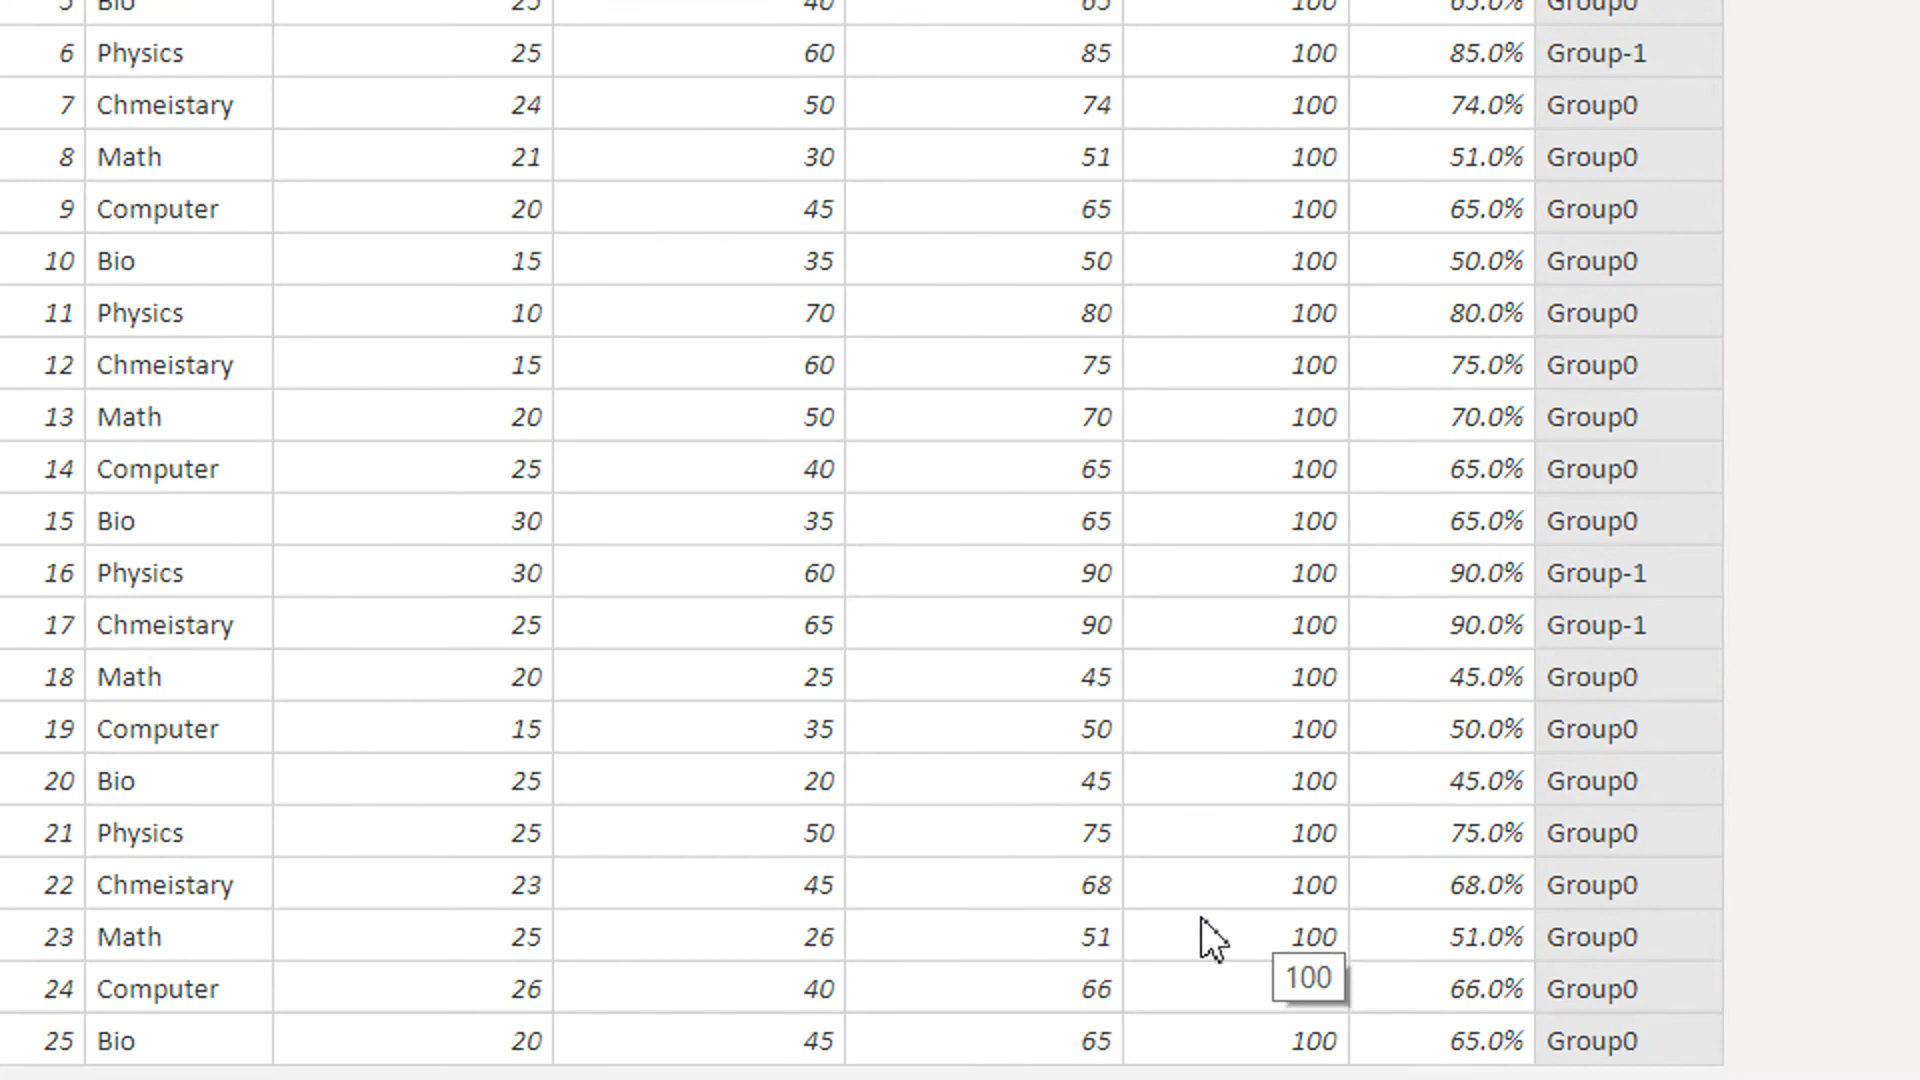 5 Bio 25 40 65 100 65.0% Group0
6 Physics 25 60 85 100 85.0% Group-1
7 Chmeistary 24 50 74 100 74.0% Group0
8 Math 21 30 51 100 51.0% Group0
9 Computer 20 45 65 100 65.0% Group0
10 Bio 15 35 50 100 50.0% Group0
11 Physics 10 70 80 100 80.0% Group0
12 Chmeistary 15 60 75 100 75.0% Group0
13 Math 20 50 70 100 70.0% Group0
14 Computer 25 40 65 100 65.0% Group0
15 Bio 30 35 65 100 65.0% Group0
16 Physics 30 60 90 100 90.0% Group-1
17 Chmeistary 25 65 90 100 90.0% Group-1
18 Math 20 25 45 100 45.0% Group0
19 Computer 15 35 50 100 50.0% Group0
20 Bio 25 20 45 100 45.0% Group0
21 Physics 25 50 75 100 75.0% Group0
22 Chmeistary 23 45 68 100 68.0% Group0
23 Math 25 26 51 100 51.0% Group0
24 Computer 26 40 66 100 66.0% Group0
25 Bio 20 45 65 100 65.0% Group0